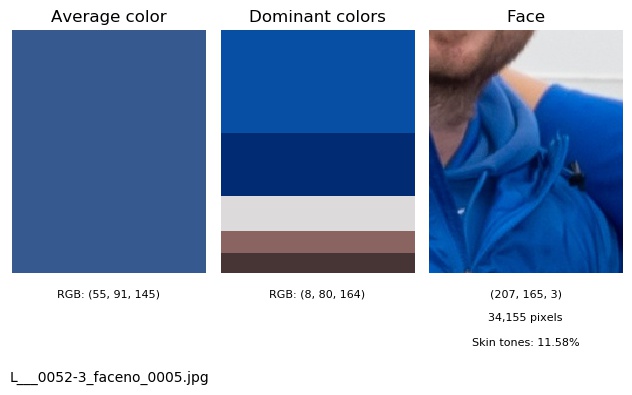 Average color
Dominant colors
Face
RGB: (55, 91, 145)
RGB: (8, 80, 164)
(207, 165, 3)
34,155 pixels
Skin tones: 11.58%
L___0052-3_faceno_0005.jpg